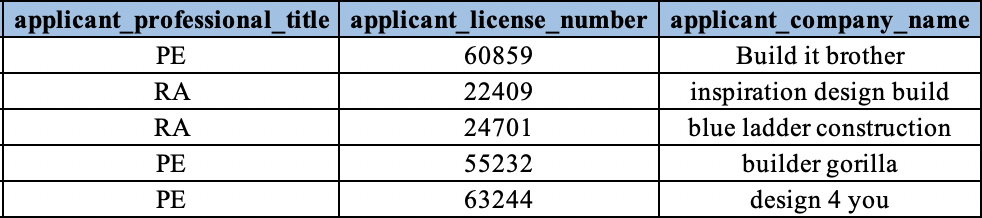 applicant_professional_title applicant_license_number applicant_company_name
PE 60859 Build it brother
RA 22409 inspiration design build
RA 24701 blue ladder construction
PE 55232 builder gorilla
PE 63244 design 4 you